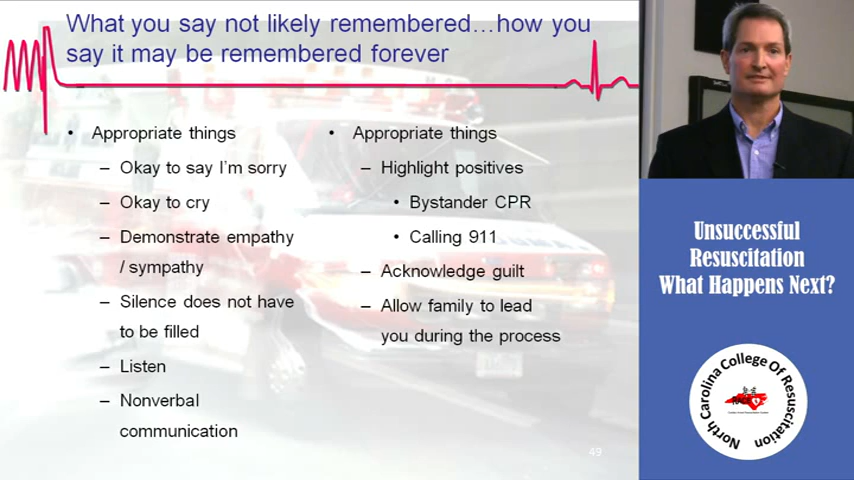 What you say not likely remembered…how you
say it may be remembered forever
• Appropriate things
– Okay to say I'm sorry
– Okay to cry
– Demonstrate empathy
/ sympathy
– Silence does not have
to be filled
– Listen
– Nonverbal
communication
• Appropriate things
– Highlight positives
• Bystander CPR
• Calling 911
– Acknowledge guilt
– Allow family to lead
you during the process
49
Unsuccessful
Resuscitation
What Happens Next?
North Carolina College Of Resuscitation